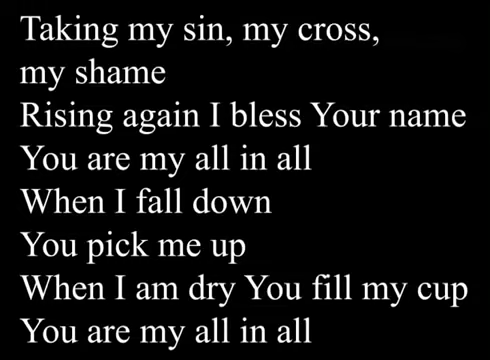 Taking my sin, my cross,
my shame
Rising again I bless Your name
You are my all in all
When I fall down
You pick me up
When I am dry You fill my cup
You are my all in all